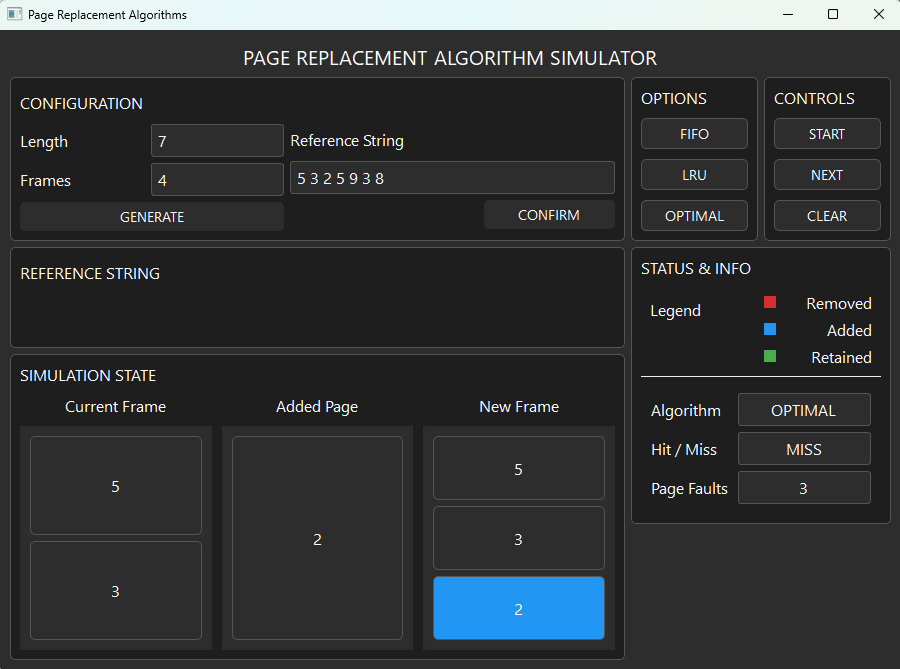 Page Replacement Algorithms
PAGE REPLACEMENT ALGORITHM SIMULATOR
CONFIGURATION
Length
7
Reference String
Frames
4
5 3 2 5 9 3 8
GENERATE
CONFIRM
OPTIONS
FIFO
LRU
OPTIMAL
CONTROLS
START
NEXT
CLEAR
REFERENCE STRING
SIMULATION STATE
Current Frame
5
3
Added Page
2
New Frame
5
3
2
STATUS & INFO
Legend
Removed
Added
Retained
Algorithm
OPTIMAL
Hit / Miss
MISS
Page Faults
3